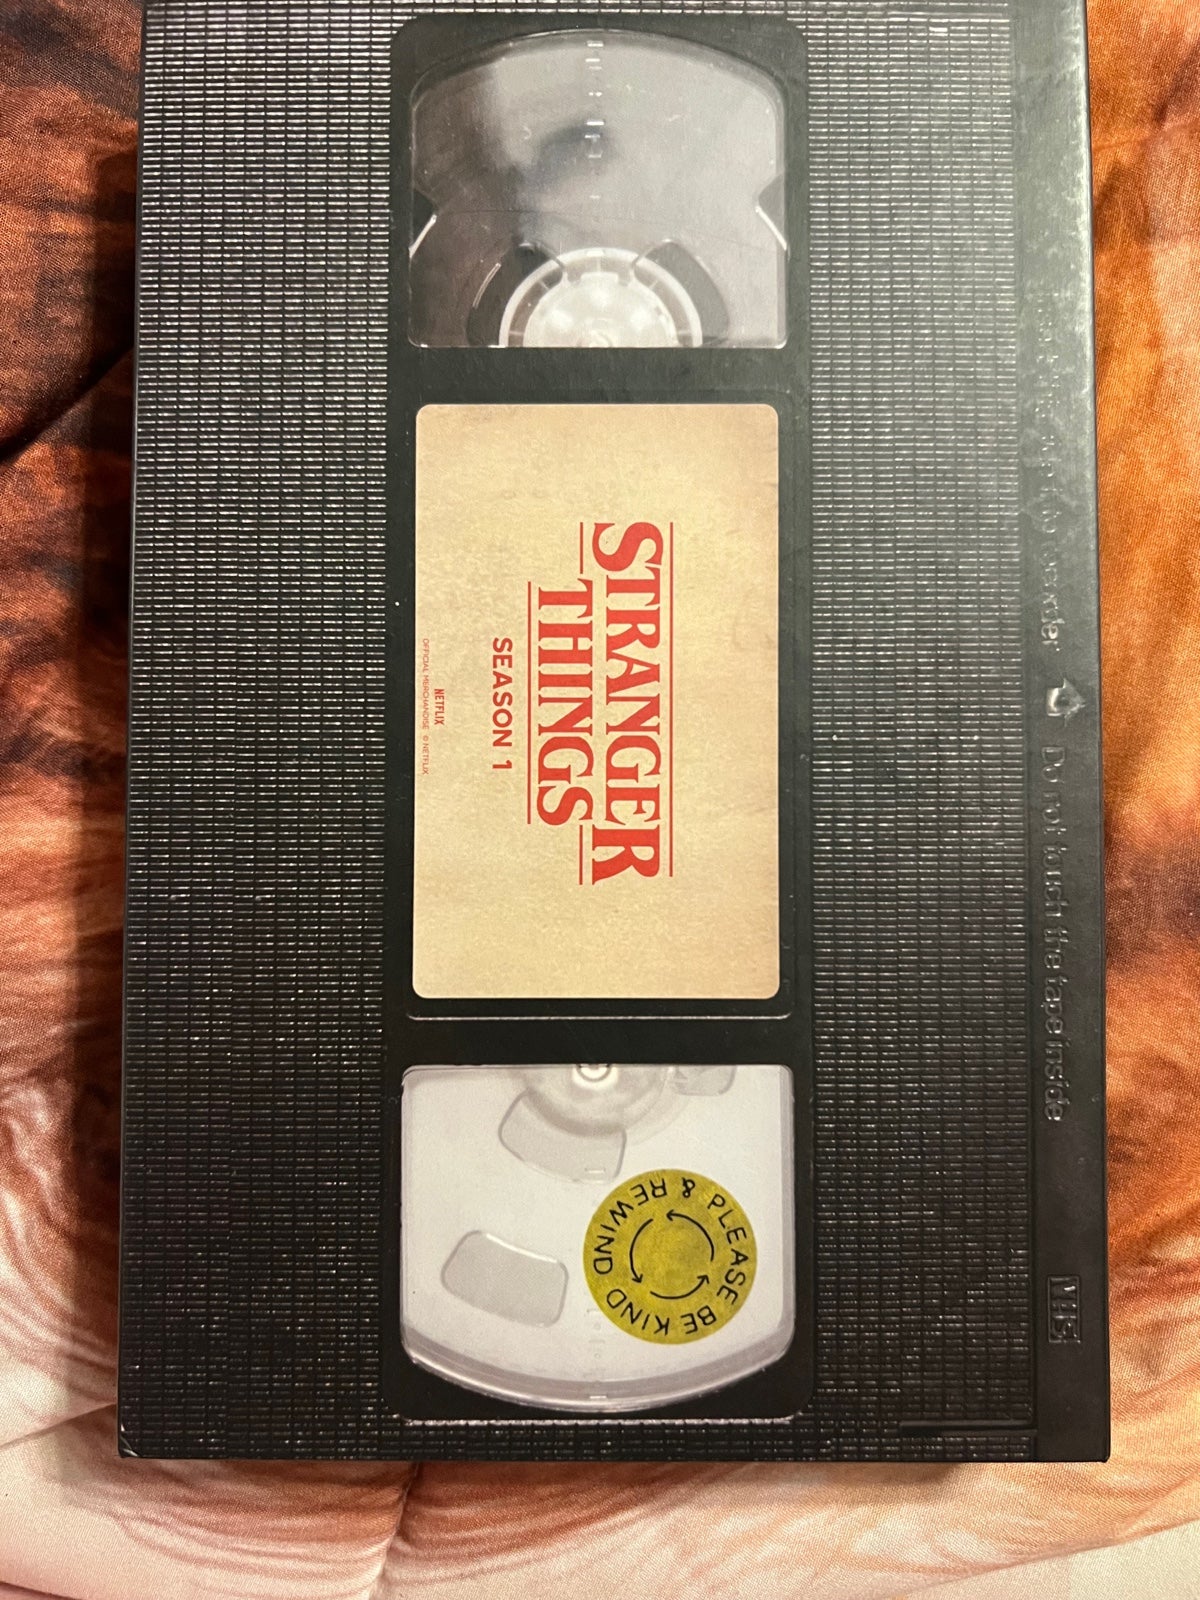 STRANGER
THINGS
SEASON 1
NETFLIX
OFFICIAL MERCHANDISE © NETFLIX
PLEASE BE KIND & REWIND
Do not touch the tape inside
VHS